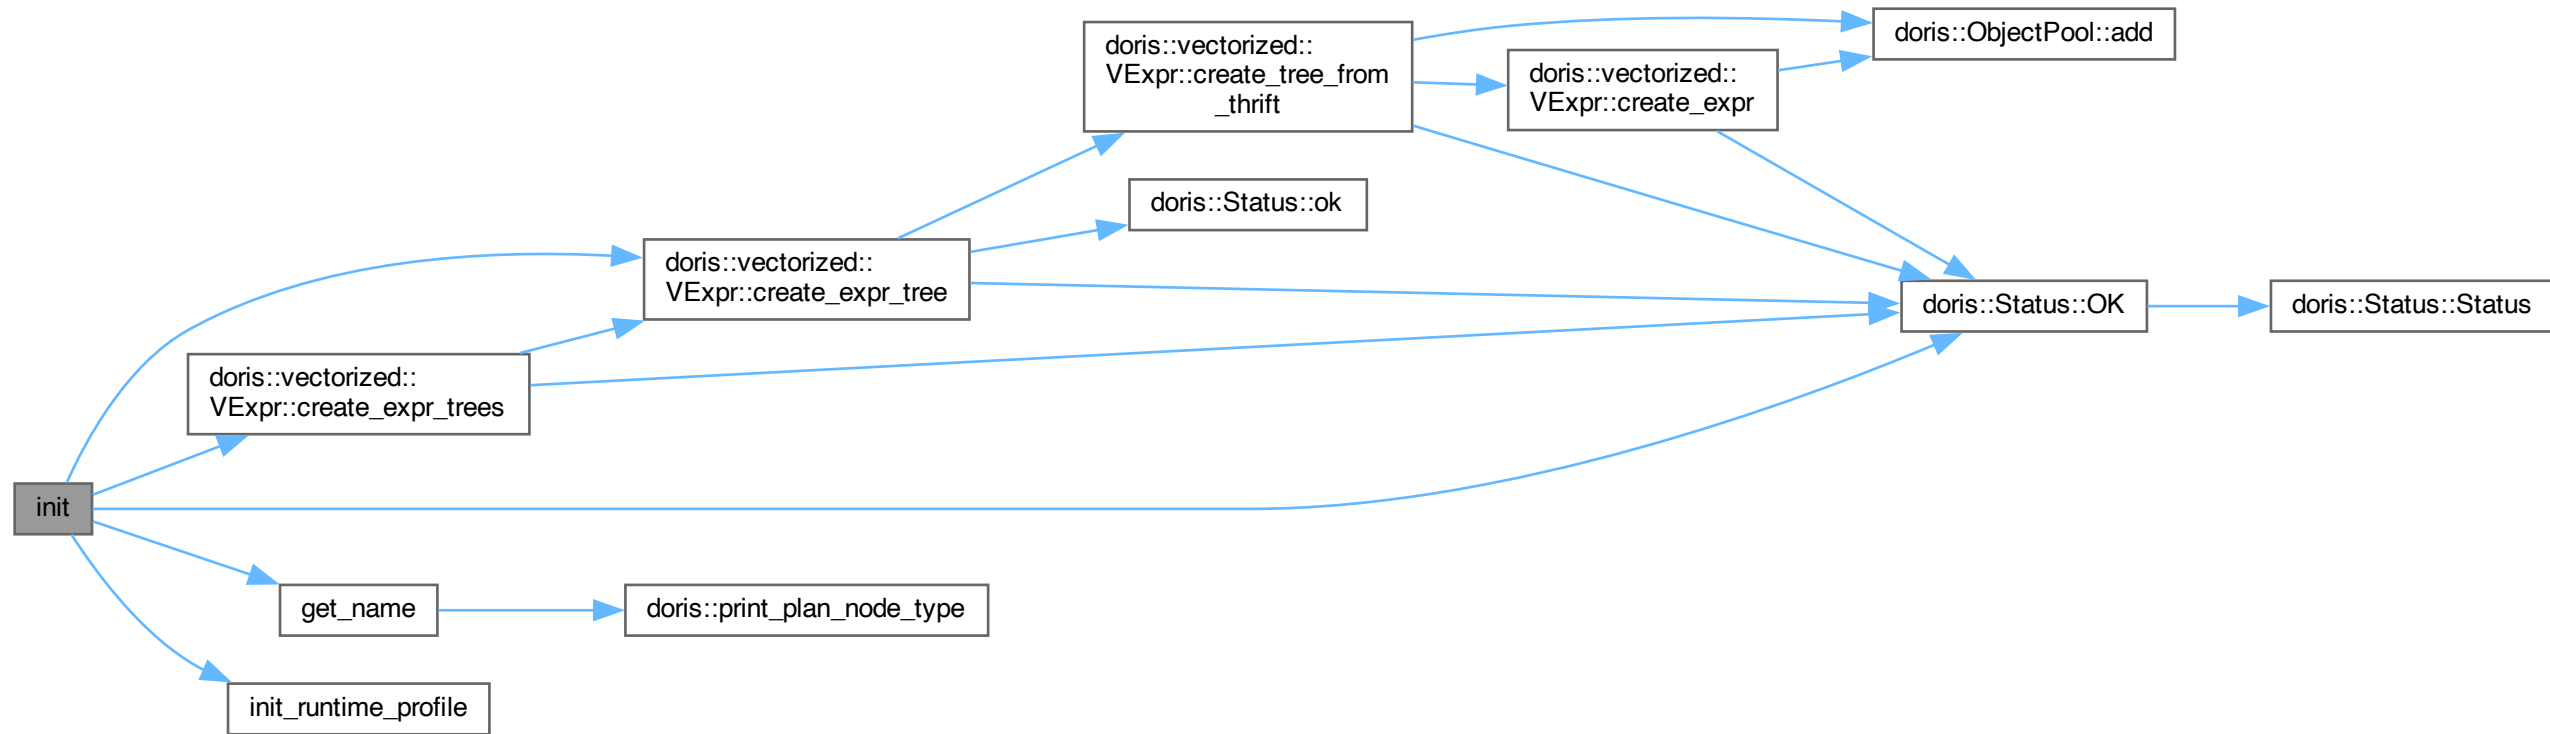 doris::vectorized::
VExpr::create_tree_from
_thrift
doris::ObjectPool::add
doris::vectorized::
VExpr::create_expr
doris::Status::ok
doris::vectorized::
VExpr::create_expr_tree
doris::Status::OK
doris::Status::Status
doris::vectorized::
VExpr::create_expr_trees
init
get_name
doris::print_plan_node_type
init_runtime_profile